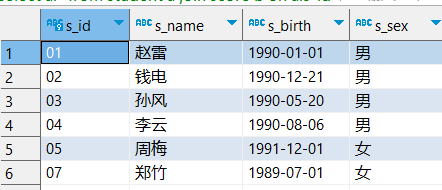 s_id s_name s_birth s_sex
1 01 赵雷 1990-01-01 男
2 02 钱电 1990-12-21 男
3 03 孙风 1990-05-20 男
4 04 李云 1990-08-06 男
5 05 周梅 1991-12-01 女
6 07 郑竹 1989-07-01 女